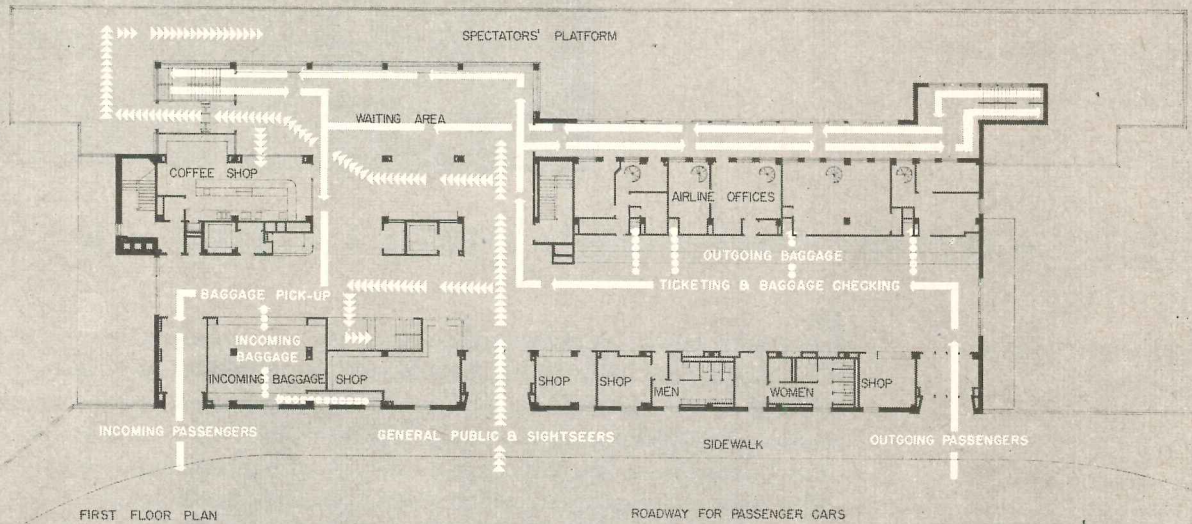 SPECTATORS' PLATFORM
WAITING AREA
COFFEE SHOP
AIRLINE OFFICES
OUTGOING BAGGAGE
TICKETING & BAGGAGE CHECKING
BAGGAGE PICK-UP
INCOMING
BAGGAGE
INCOMING BAGGAGE
SHOP
SHOP
SHOP
MEN
WOMEN
SHOP
INCOMING PASSENGERS
GENERAL PUBLIC & SIGHTSEERS
SIDEWALK
OUTGOING PASSENGERS
FIRST FLOOR PLAN
ROADWAY FOR PASSENGER CARS